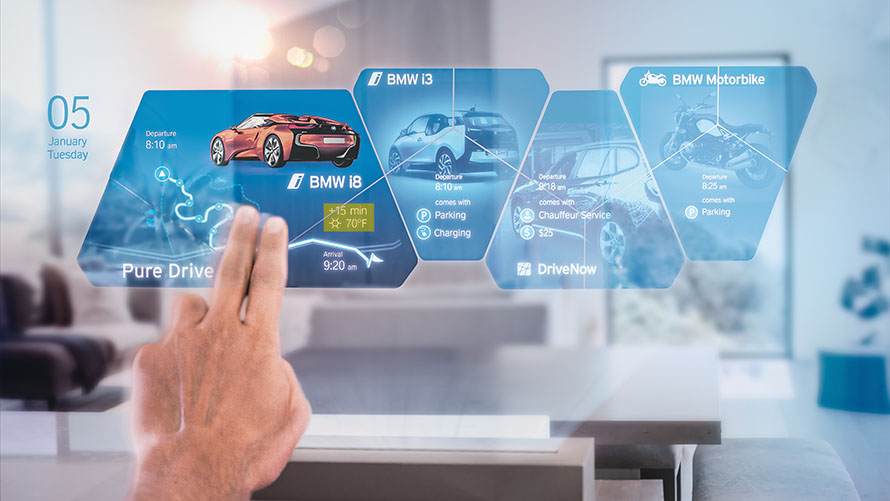 05
January
Tuesday
Departure
8:10 am
i BMW i8
+15 min
70°F
Arrival
9:20 am
Pure Drive
i BMW i3
Departure
8:10 am
comes with
P Parking
Charging
Departure
8:18 am
comes with
Chauffeur Service
$ $25
DriveNow
BMW Motorbike
Departure
8:25 am
comes with
P Parking